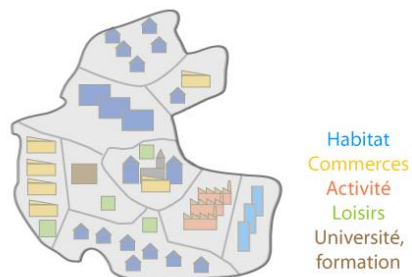 Habitat
Commerces
Activité
Loisirs
Université,
formation